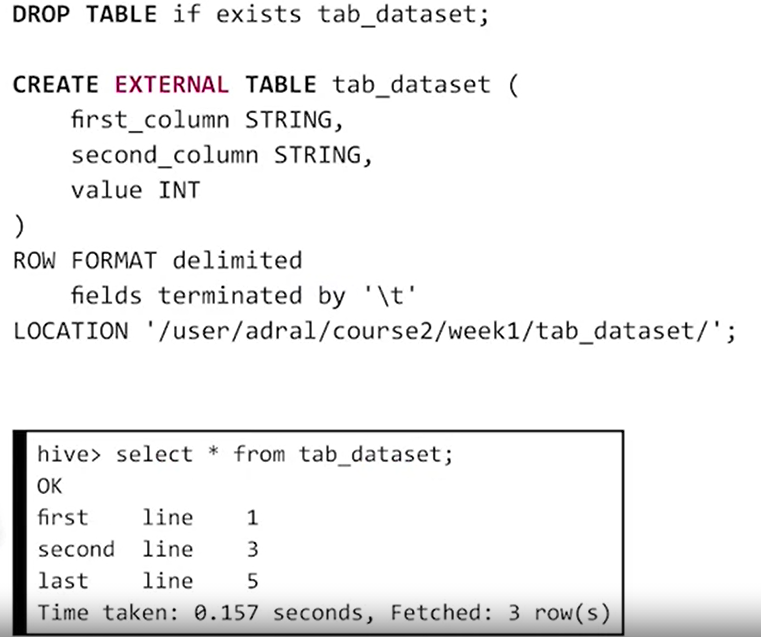 DROP TABLE if exists tab_dataset;
CREATE EXTERNAL TABLE tab_dataset (
first_column STRING,
second_column STRING,
value INT
)
ROW FORMAT delimited
fields terminated by '\t'
LOCATION '/user/adral/course2/week1/tab_dataset/';
hive> select * from tab_dataset;
OK
first line 1
second line 3
last line 5
Time taken: 0.157 seconds, Fetched: 3 row(s)